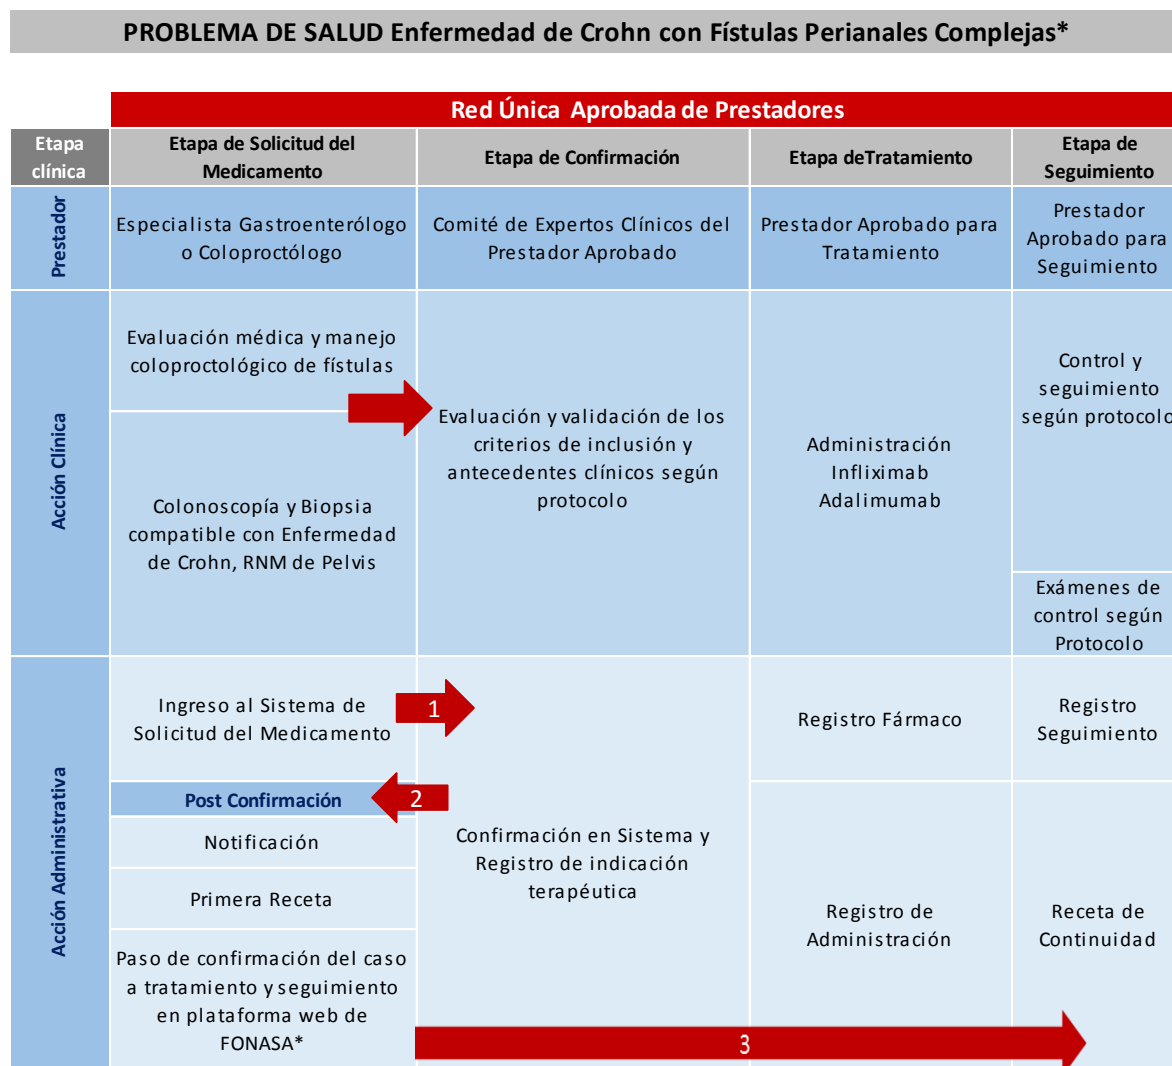 PROBLEMA DE SALUD Enfermedad de Crohn con Fístulas Perianales Complejas*
Red Única Aprobada de Prestadores
Etapa
clínica
Etapa de Solicitud del
Medicamento
Etapa de Confirmación
Etapa deTratamiento
Etapa de
Seguimiento
Prestador
Especialista Gastroenterólogo
o Coloproctólogo
Comité de Expertos Clínicos del
Prestador Aprobado
Prestador Aprobado para
Tratamiento
Prestador
Aprobado para
Seguimiento
Acción Clínica
Evaluación médica y manejo
coloproctológico de fístulas
Colonoscopía y Biopsia
compatible con Enfermedad
de Crohn, RNM de Pelvis
Evaluación y validación de los
criterios de inclusión y
antecedentes clínicos según
protocolo
Administración
Infliximab
Adalimumab
Control y
seguimiento
según protocolo
Exámenes de
control según
Protocolo
Acción Administrativa
Ingreso al Sistema de
Solicitud del Medicamento
1
Post Confirmación
2
Notificación
Primera Receta
Paso de confirmación del caso
a tratamiento y seguimiento
en plataforma web de
FONASA*
Confirmación en Sistema y
Registro de indicación
terapéutica
Registro Fármaco
Registro de
Administración
Registro
Seguimiento
Receta de
Continuidad
3